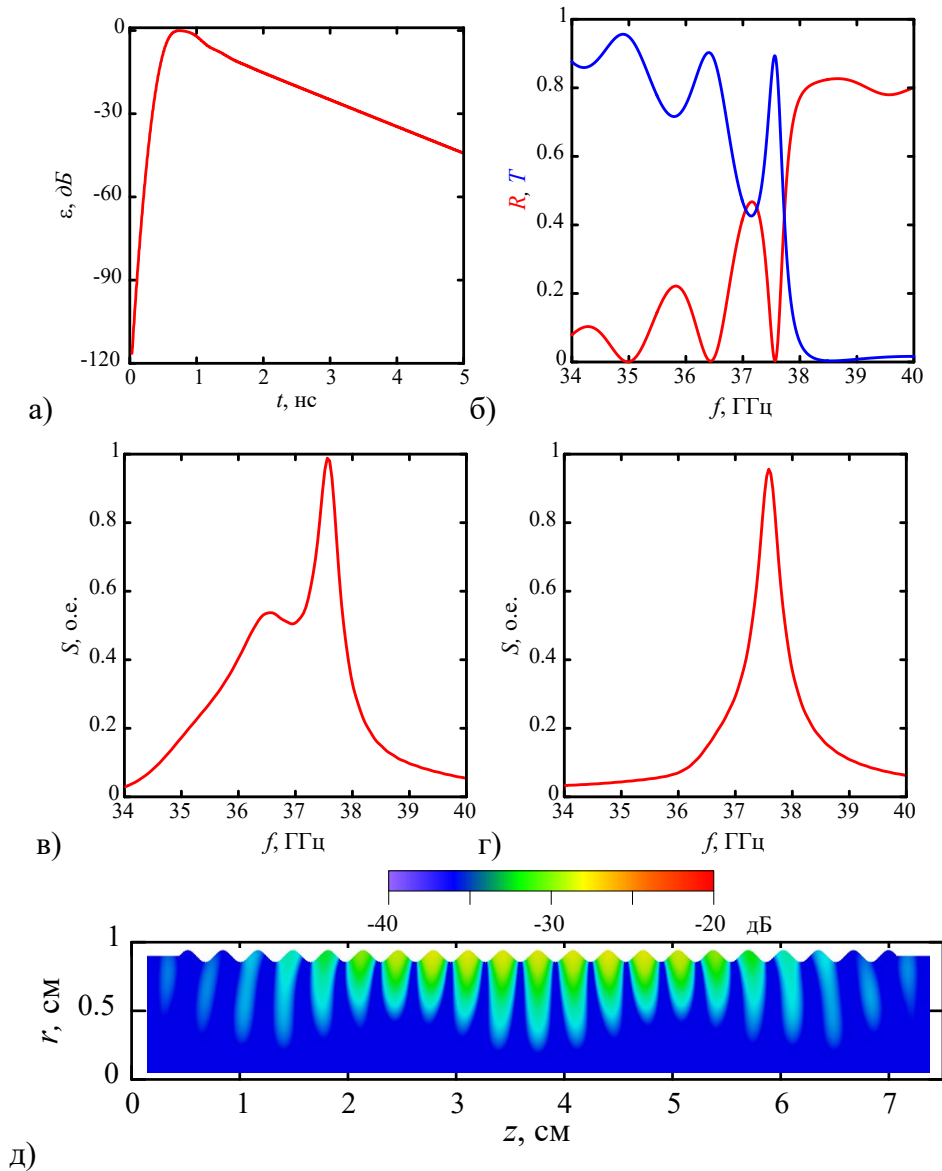 0
-30
-60
-90
-120
ε, дБ
0 1 2 3 4 5
t, нс
а)
1
0.8
0.6
0.4
0.2
0
R, T
34 35 36 37 38 39 40
f, ГГц
б)
1
0.8
0.6
0.4
0.2
0
S, о.е.
34 35 36 37 38 39 40
f, ГГц
в)
1
0.8
0.6
0.4
0.2
0
S, о.е.
34 35 36 37 38 39 40
f, ГГц
г)
-40 -30 -20 дБ
1
0.5
0
r, см
0 1 2 3 4 5 6 7
z, см
д)